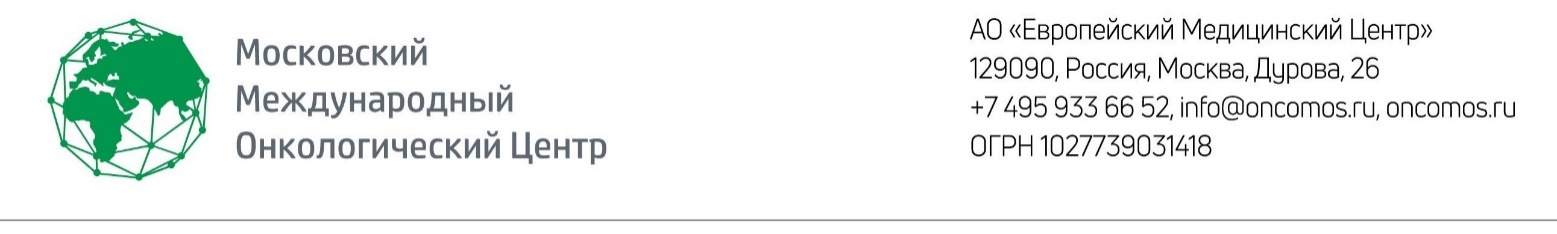 Московский
Международный
Онкологический Центр
АО «Европейский Медицинский Центр»
129090, Россия, Москва, Дурова, 26
+7 495 933 66 52, info@oncomos.ru, oncomos.ru
ОГРН 1027739031418